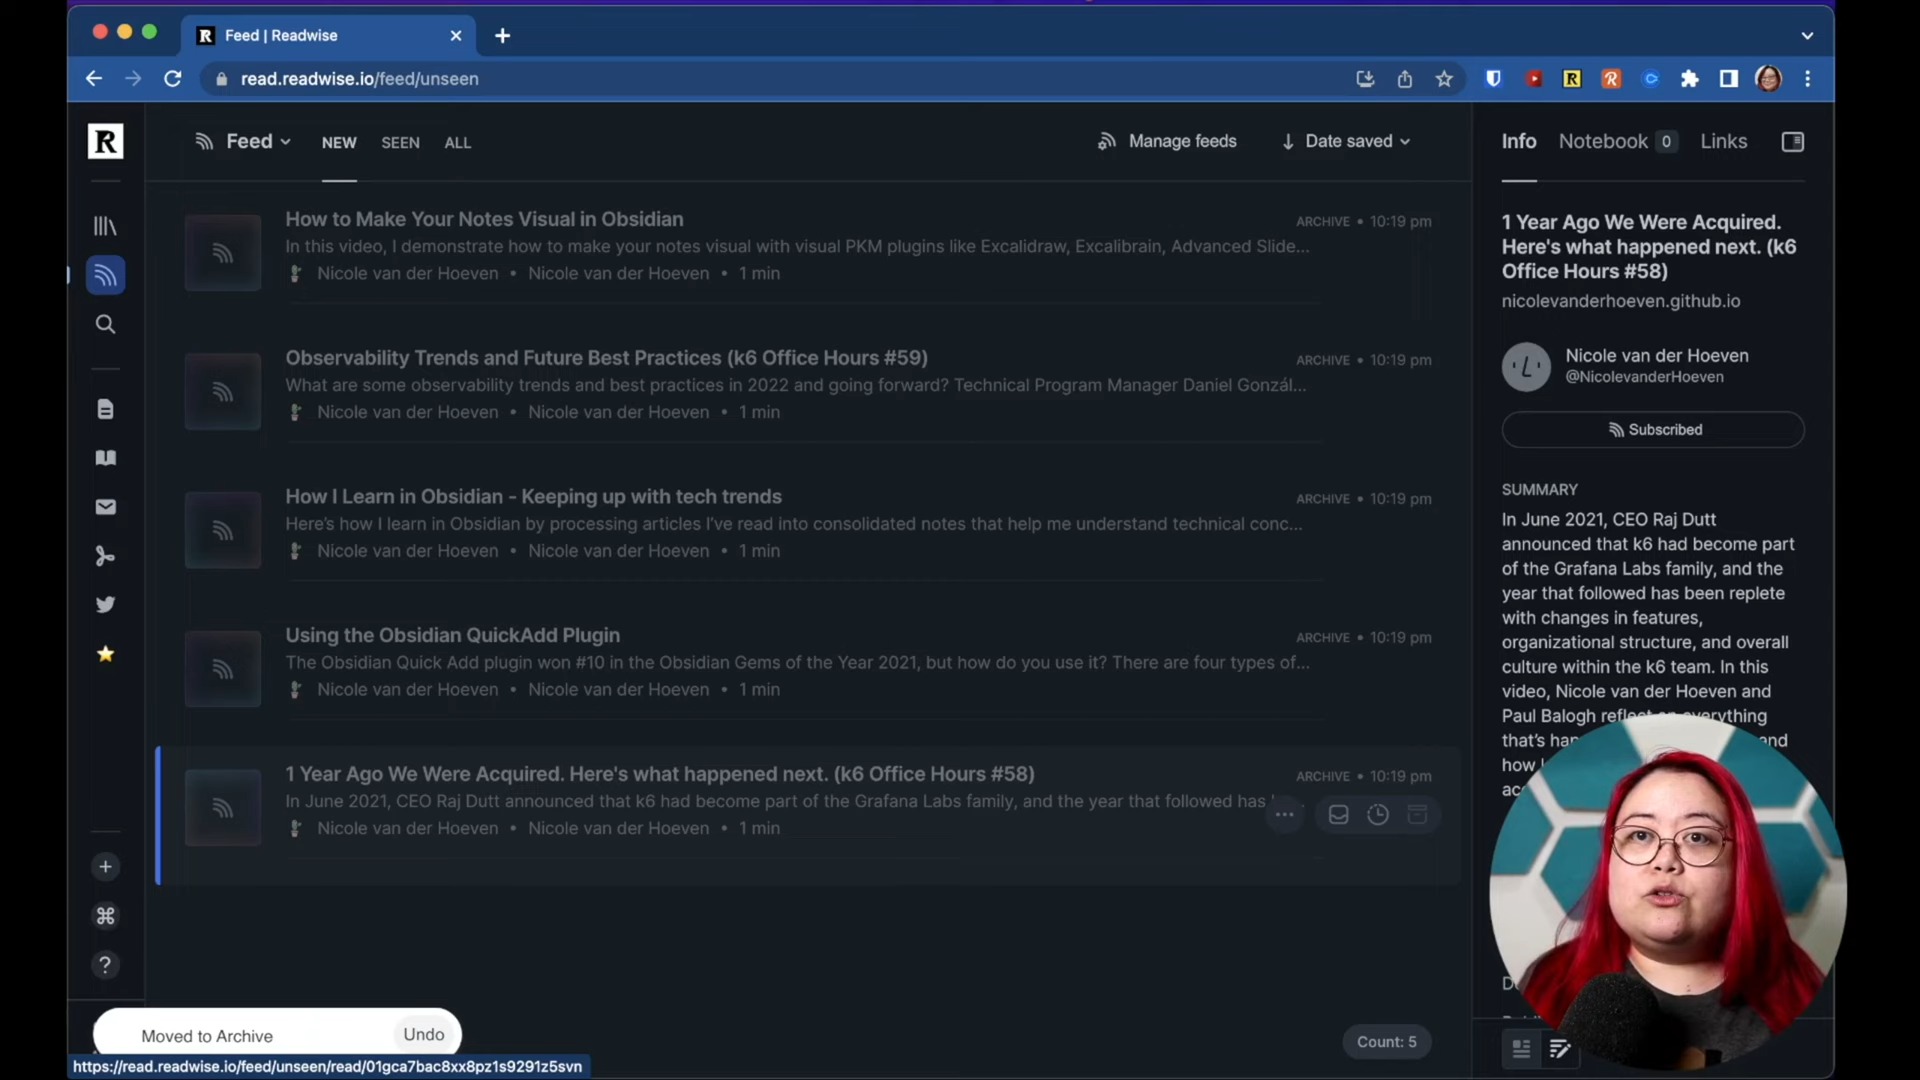 Feed | Readwise
read.readwise.io/feed/unseen
Feed
NEW
SEEN
ALL
Manage feeds
Date saved
How to Make Your Notes Visual in Obsidian
ARCHIVE • 10:19 pm
In this video, I demonstrate how to make your notes visual with visual PKM plugins like Excalidraw, Excalibrain, Advanced Slide...
Nicole van der Hoeven • Nicole van der Hoeven • 1 min
Observability Trends and Future Best Practices (k6 Office Hours #59)
ARCHIVE • 10:19 pm
What are some observability trends and best practices in 2022 and going forward? Technical Program Manager Daniel Gonzál...
Nicole van der Hoeven • Nicole van der Hoeven • 1 min
How I Learn in Obsidian - Keeping up with tech trends
ARCHIVE • 10:19 pm
Here's how I learn in Obsidian by processing articles I've read into consolidated notes that help me understand technical conc...
Nicole van der Hoeven • Nicole van der Hoeven • 1 min
Using the Obsidian QuickAdd Plugin
ARCHIVE • 10:19 pm
The Obsidian Quick Add plugin won #10 in the Obsidian Gems of the Year 2021, but how do you use it? There are four types of...
Nicole van der Hoeven • Nicole van der Hoeven • 1 min
1 Year Ago We Were Acquired. Here's what happened next. (k6 Office Hours #58)
ARCHIVE • 10:19 pm
In June 2021, CEO Raj Dutt announced that k6 had become part of the Grafana Labs family, and the year that followed has
Nicole van der Hoeven • Nicole van der Hoeven • 1 min
Count: 5
Moved to Archive
Undo
https://read.readwise.io/feed/unseen/read/01gca7bac8xx8pz1s9291z5svn
Info
Notebook 0
Links
1 Year Ago We Were Acquired.
Here's what happened next. (k6
Office Hours #58)
nicolevanderhoeven.github.io
Nicole van der Hoeven
@NicolevanderHoeven
Subscribed
SUMMARY
In June 2021, CEO Raj Dutt
announced that k6 had become part
of the Grafana Labs family, and the
year that followed has been replete
with changes in features,
organizational structure, and overall
culture within the k6 team. In this
video, Nicole van der Hoeven and
Paul Balogh reflect on everything
that's and
how